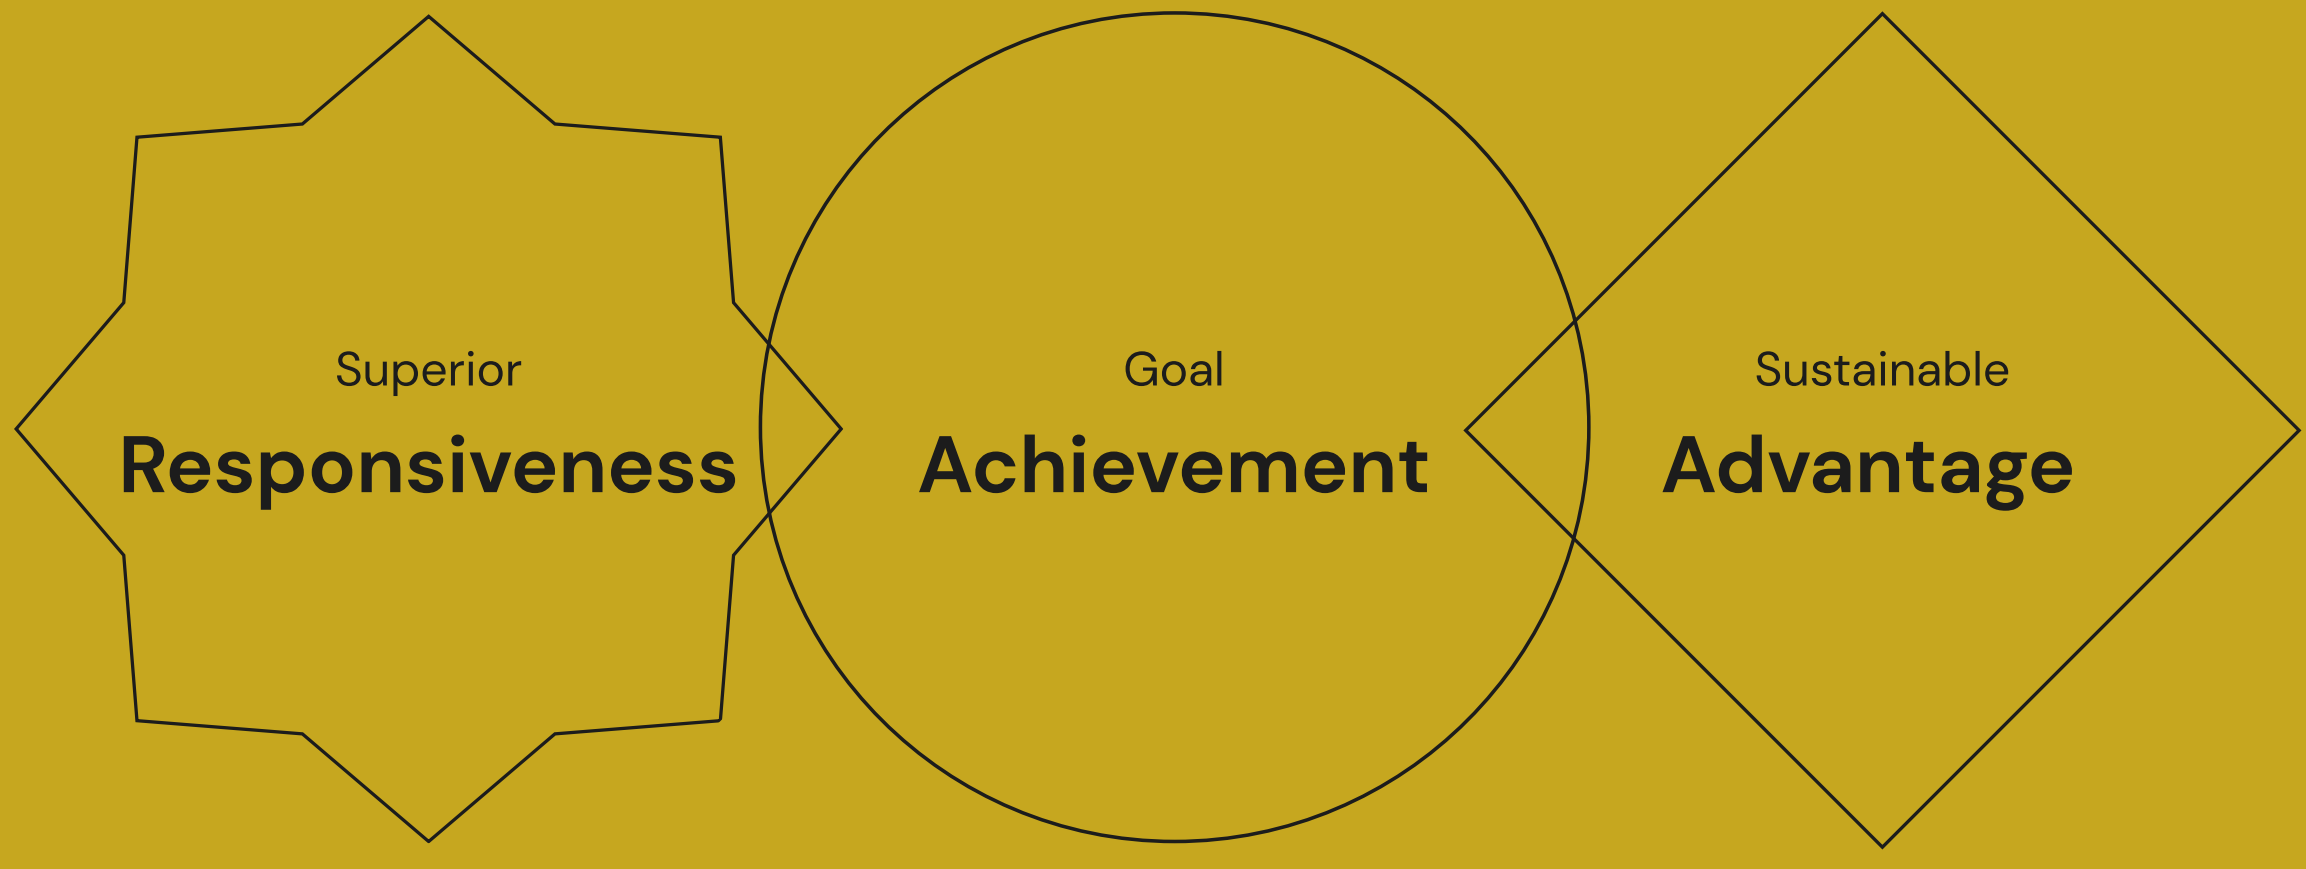 Superior
Responsiveness
Goal
Achievement
Sustainable
Advantage